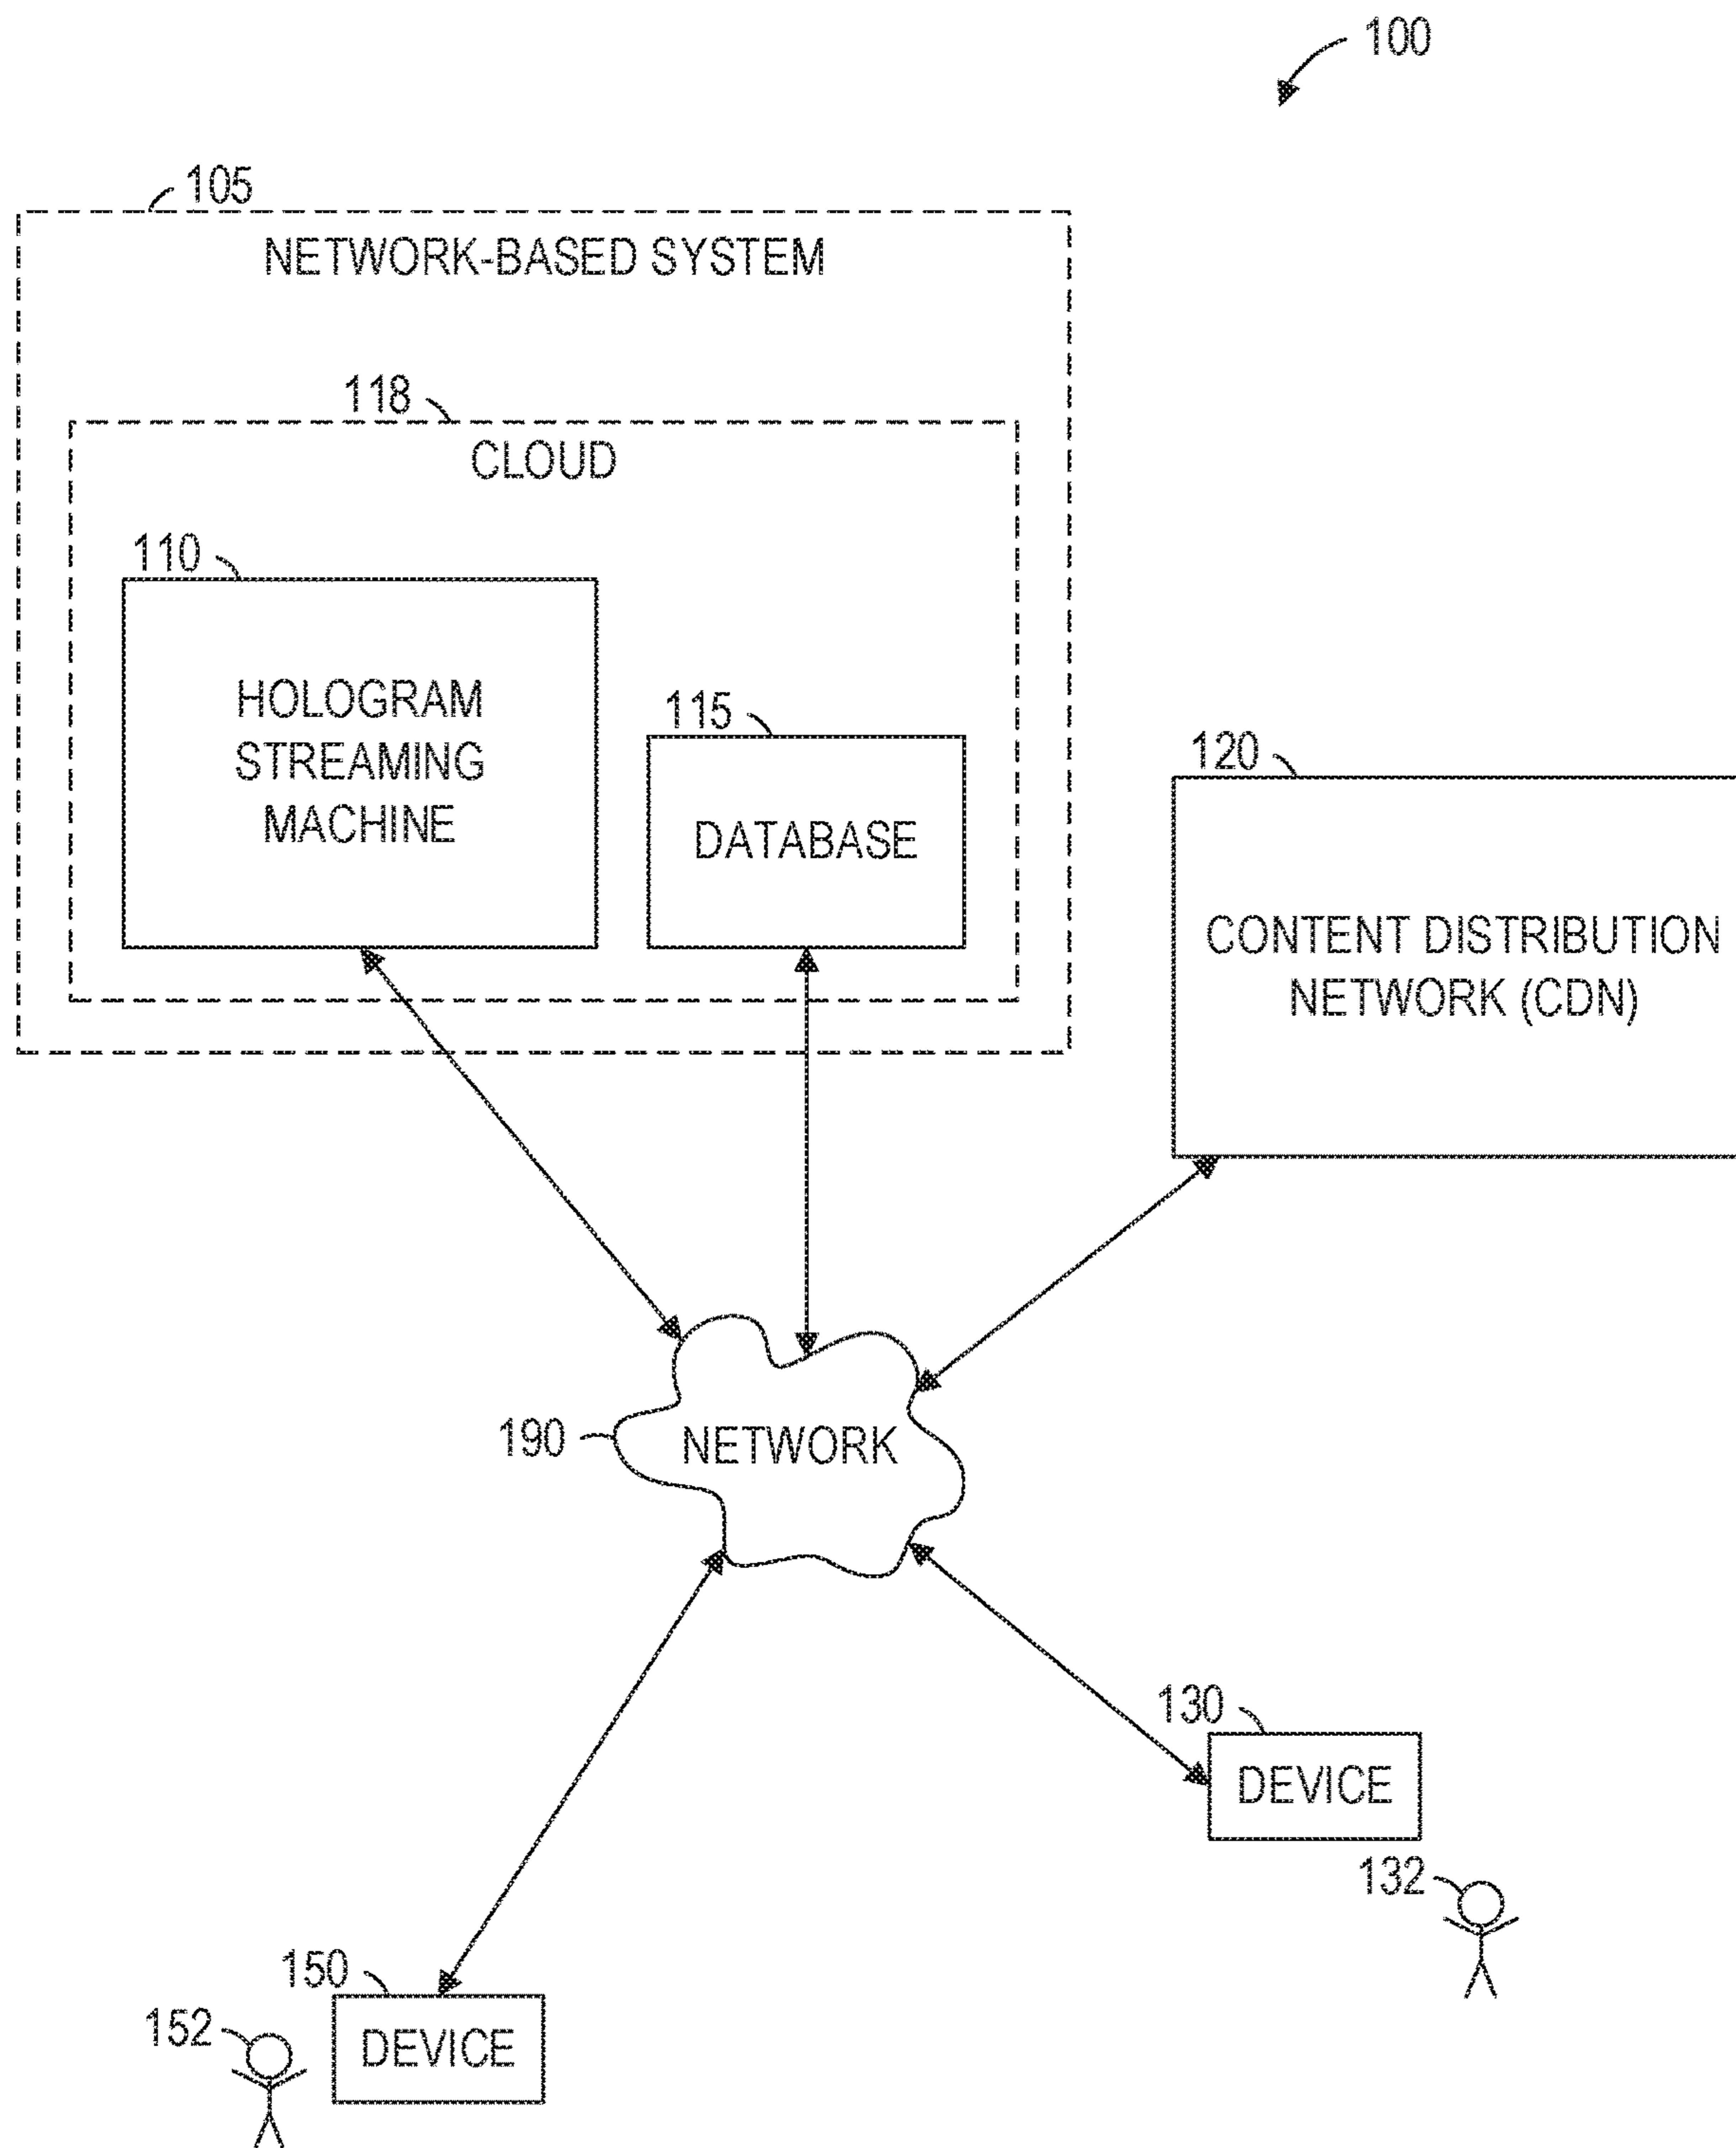 100
105
NETWORK-BASED SYSTEM
118
CLOUD
110
HOLOGRAM
STREAMING
MACHINE
115
DATABASE
120
CONTENT DISTRIBUTION
NETWORK (CDN)
190
NETWORK
130
DEVICE
132
150
DEVICE
152